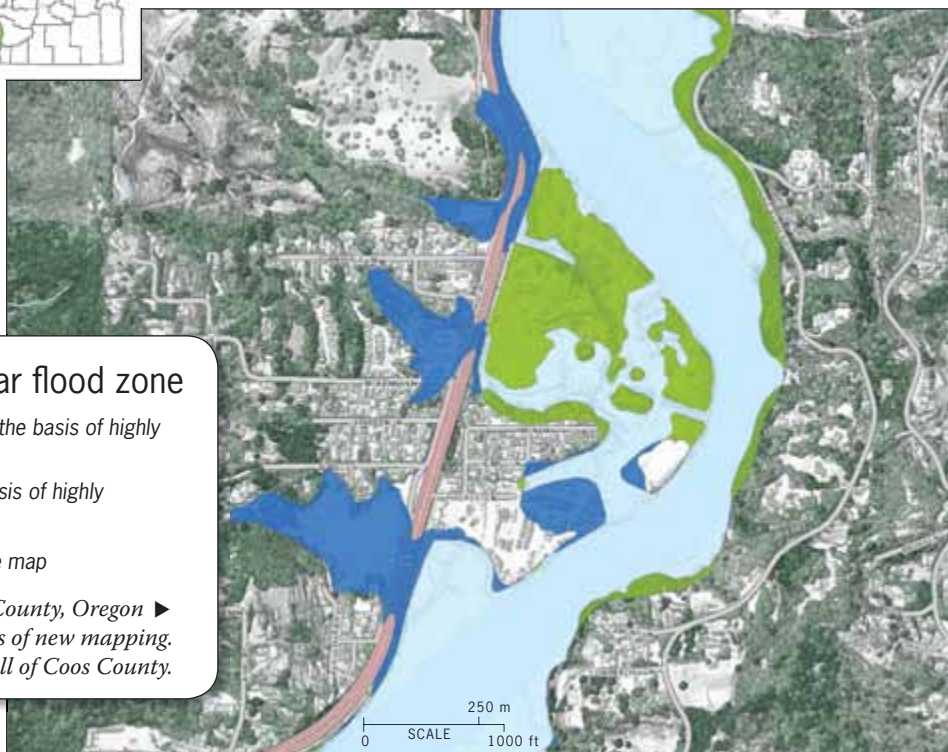 ar flood zone
the basis of highly
sis of highly
e map
County, Oregon ▶
s of new mapping.
ll of Coos County.
250 m
0 SCALE 1000 ft